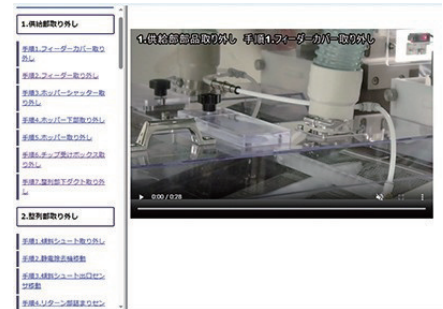 1.供給部取り外し
手順1.フィーダーカバー取り
外し
手順2.フィーダー取り外し
手順3.ホッパーシャッター取
り外し
手順4.ホッパー下部取り外し
手順5.ホッパー取り外し
手順6.チップ受けボックス取
り外し
手順7.整列部下ダクト取り外
し
2.整列部取り外し
手順1.傾斜シュート取り外し
手順2.静電除去軸移動
手順3.傾斜シュート出口セン
サ移動
手順4.リターン部詰まりセン
1.供給部部品取り外し 手順1.フィーダーカバー取り外し
0:00 / 0:28